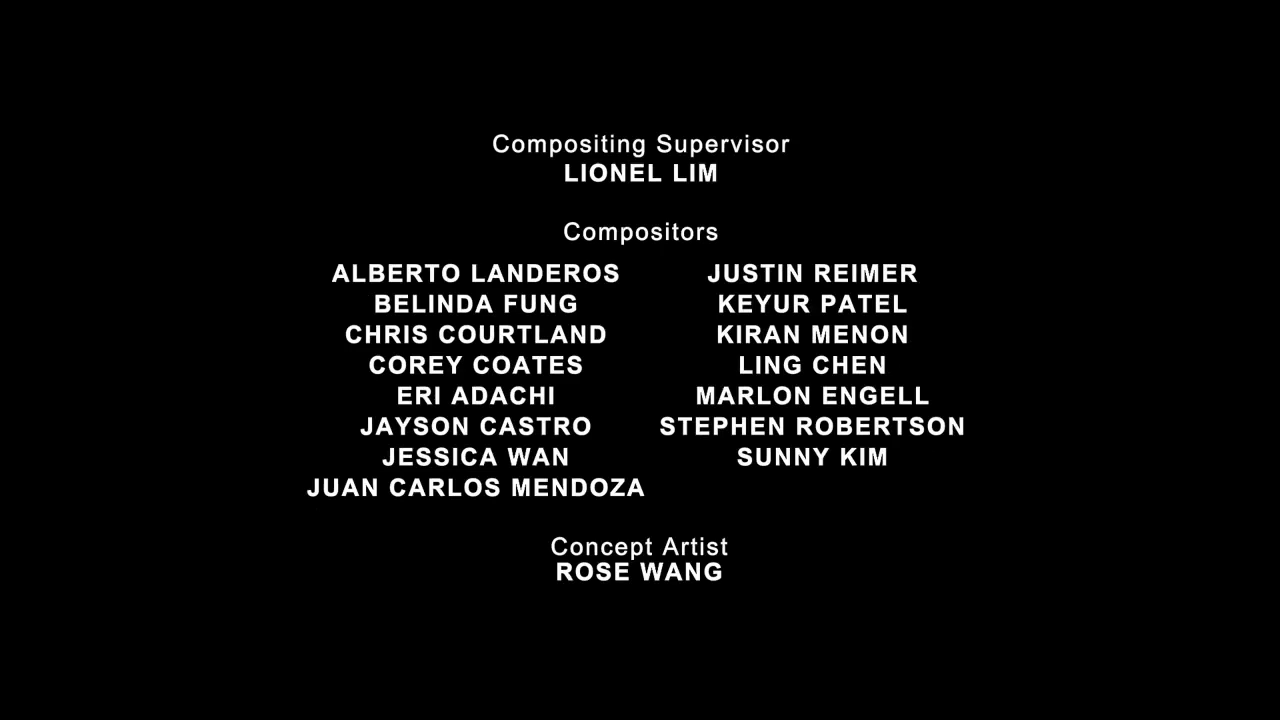 Compositing Supervisor
LIONEL LIM
Compositors
ALBERTO LANDEROS
BELINDA FUNG
CHRIS COURTLAND
COREY COATES
ERI ADACHI
JAYSON CASTRO
JESSICA WAN
JUAN CARLOS MENDOZA
JUSTIN REIMER
KEYUR PATEL
KIRAN MENON
LING CHEN
MARLON ENGELL
STEPHEN ROBERTSON
SUNNY KIM
Concept Artist
ROSE WANG